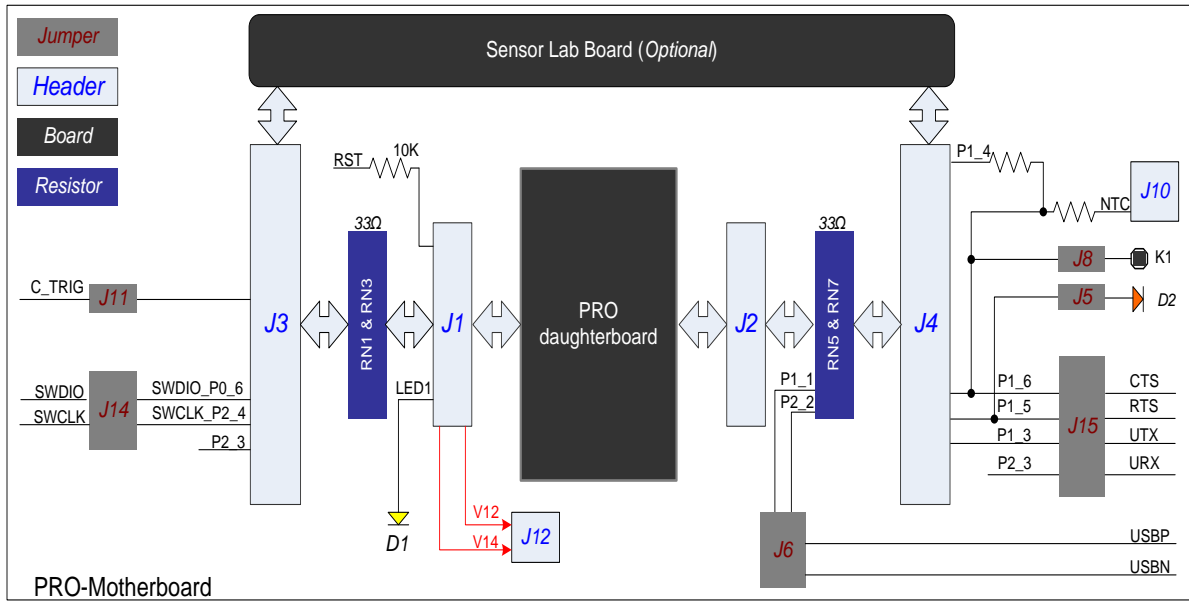 Jumper
Header
Board
Resistor
Sensor Lab Board (Optional)
RST
10K
P1_4
NTC
J10
33Ω
33Ω
J8
K1
J5
D2
C_TRIG
J11
J3
RN1 & RN3
J1
PRO
daughterboard
J2
RN5 & RN7
J4
SWDIO
SWCLK
J14
SWDIO_P0_6
SWCLK_P2_4
P2_3
LED1
P1_1
P2_2
P1_6
P1_5
P1_3
P2_3
J15
CTS
RTS
UTX
URX
D1
V12
V14
J12
J6
USBP
USBN
PRO-Motherboard